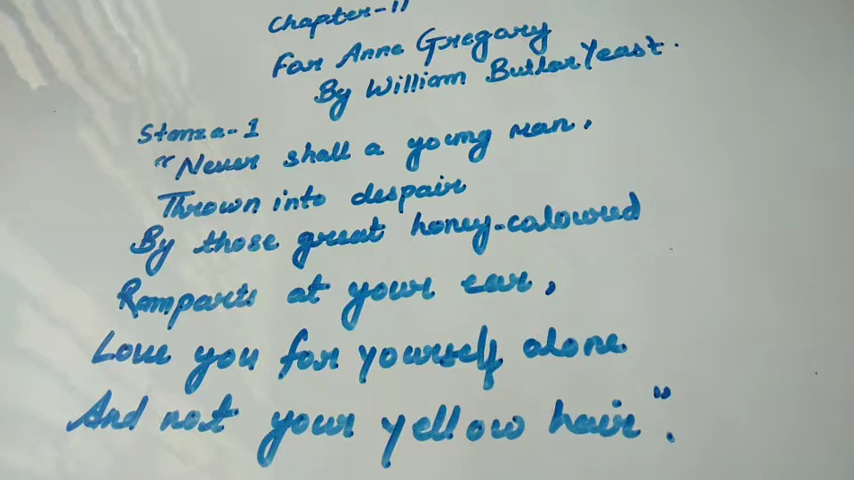 Chapter-11
For Anne Gregory
By William Butlar Yeast.
Stanza-1
"Never shall a young man,
Thrown into despair
By those great honey-coloured
Ramparts at your ear,
Love you for yourself alone
And not your yellow hair".